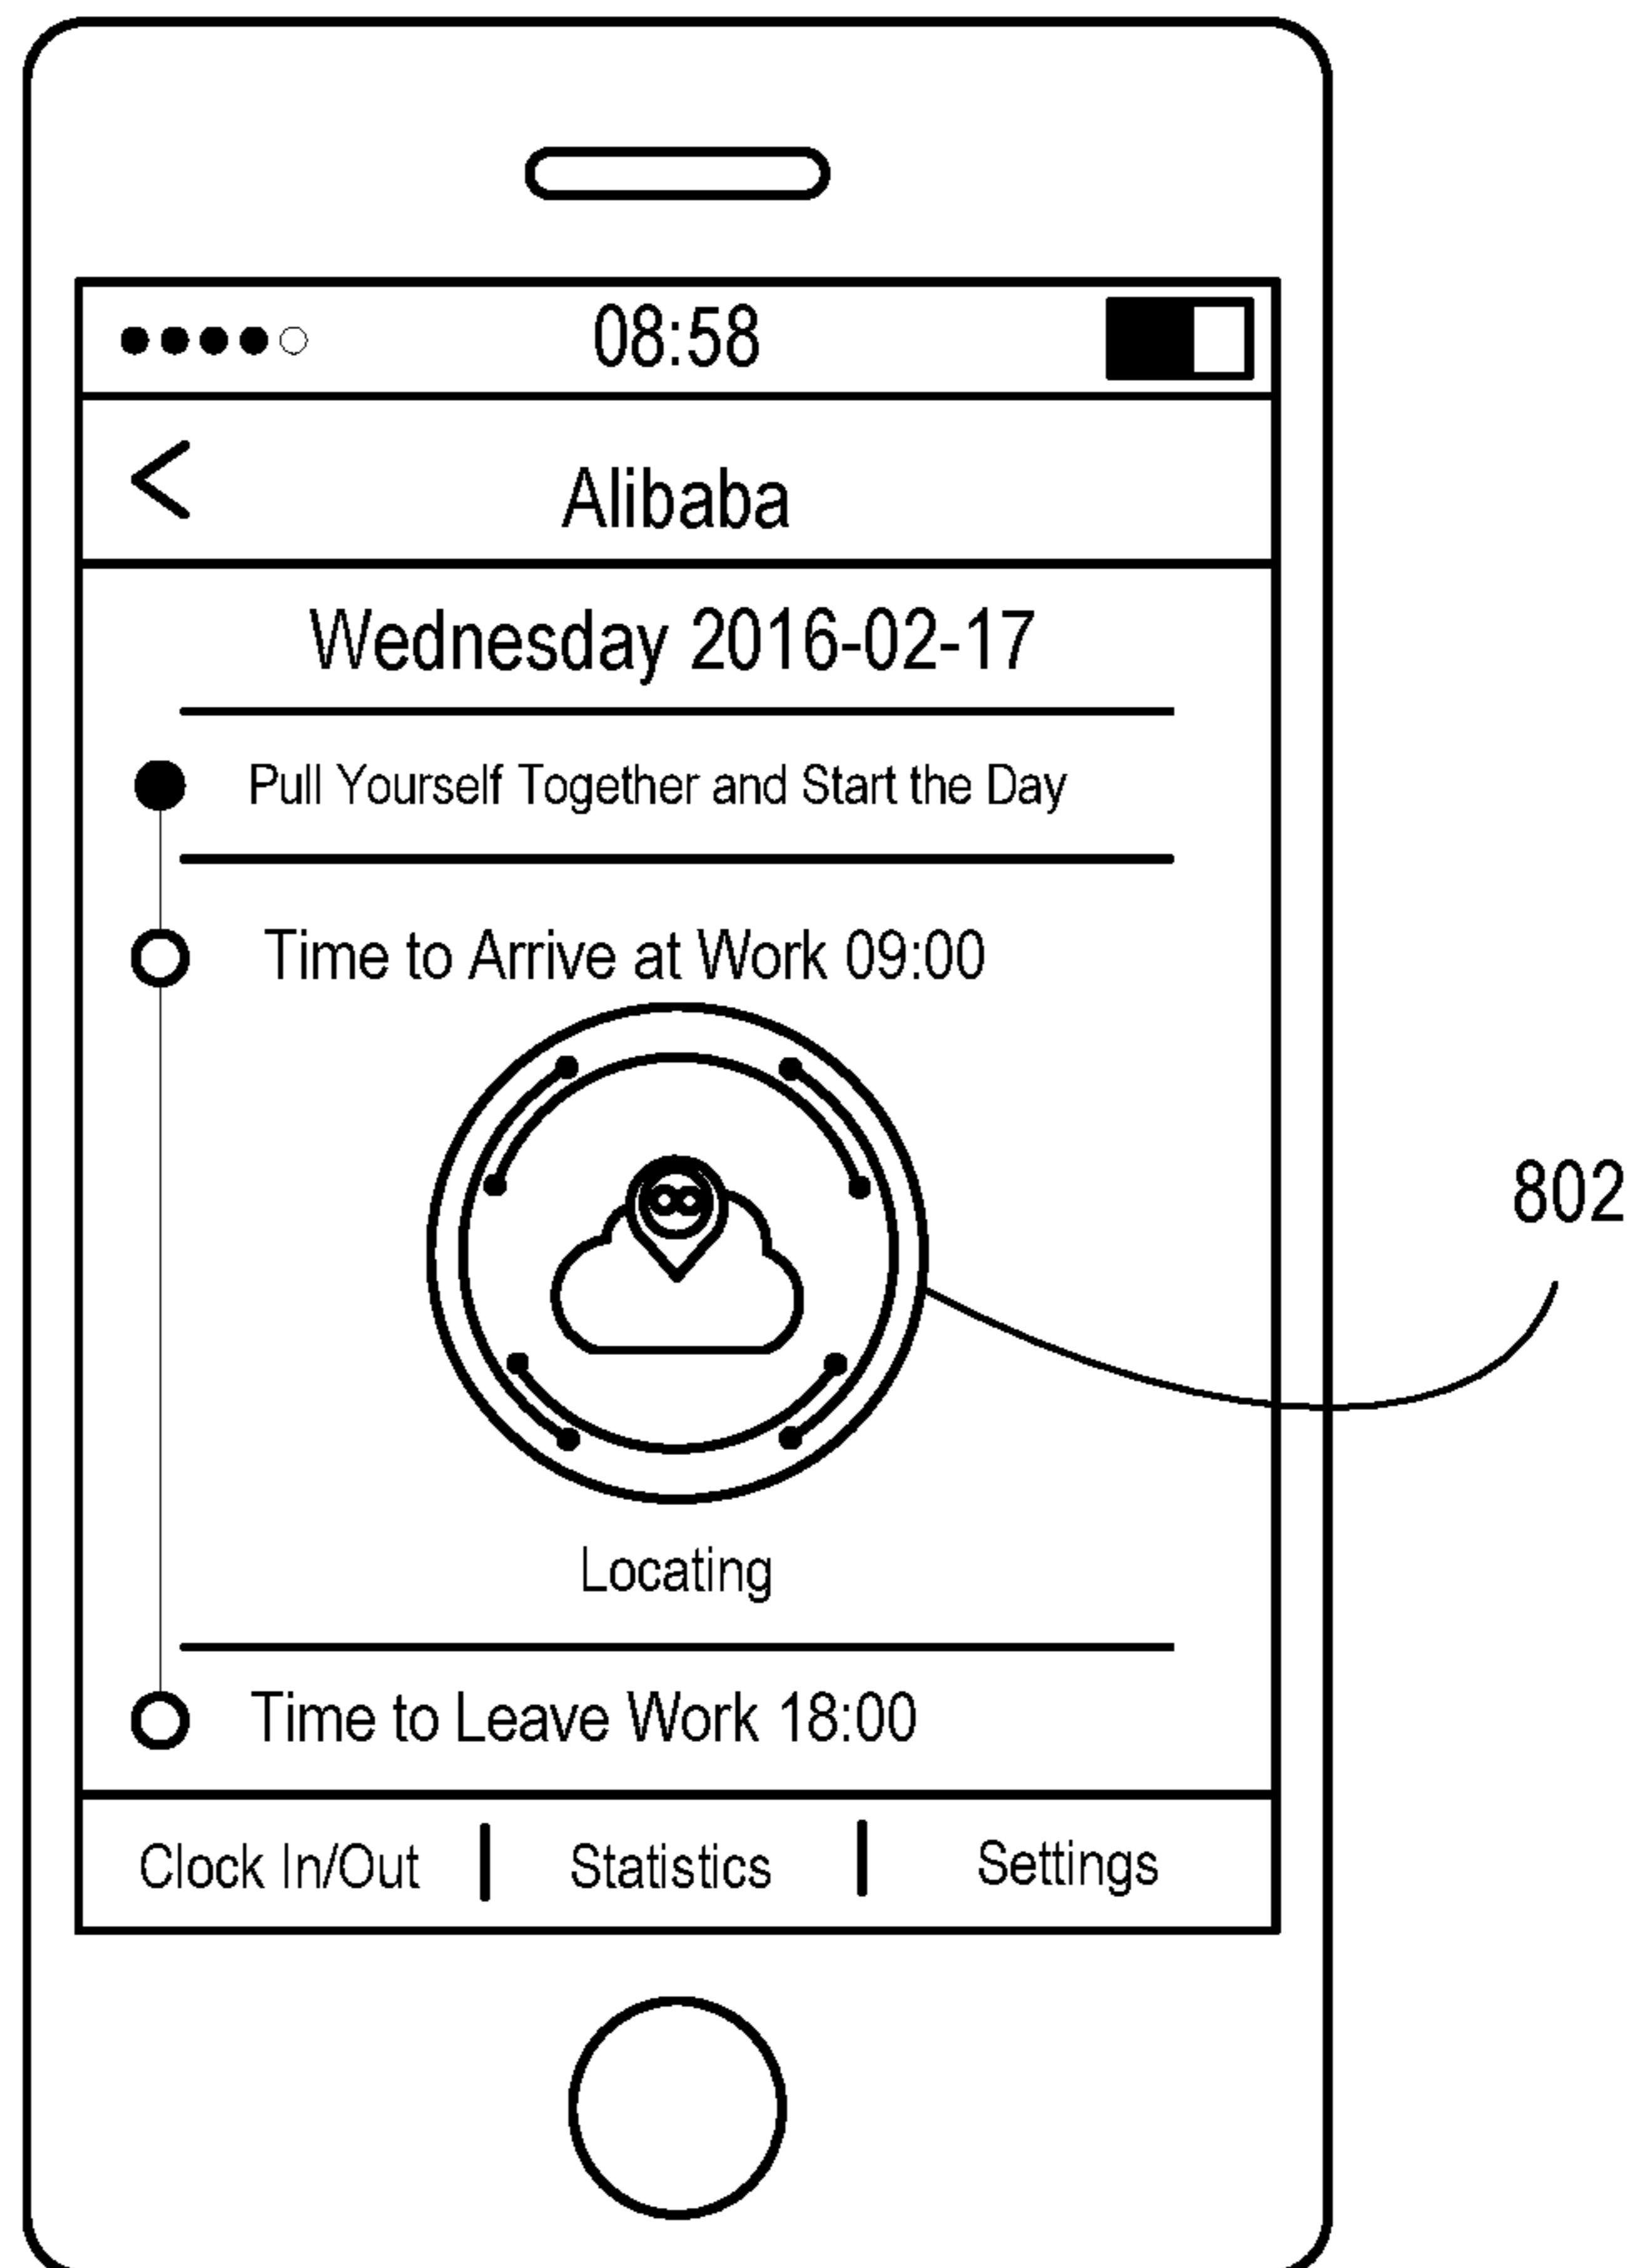 08:58
Alibaba
Wednesday 2016-02-17
Pull Yourself Together and Start the Day
Time to Arrive at Work 09:00
802
Locating
Time to Leave Work 18:00
Clock In/Out | Statistics | Settings